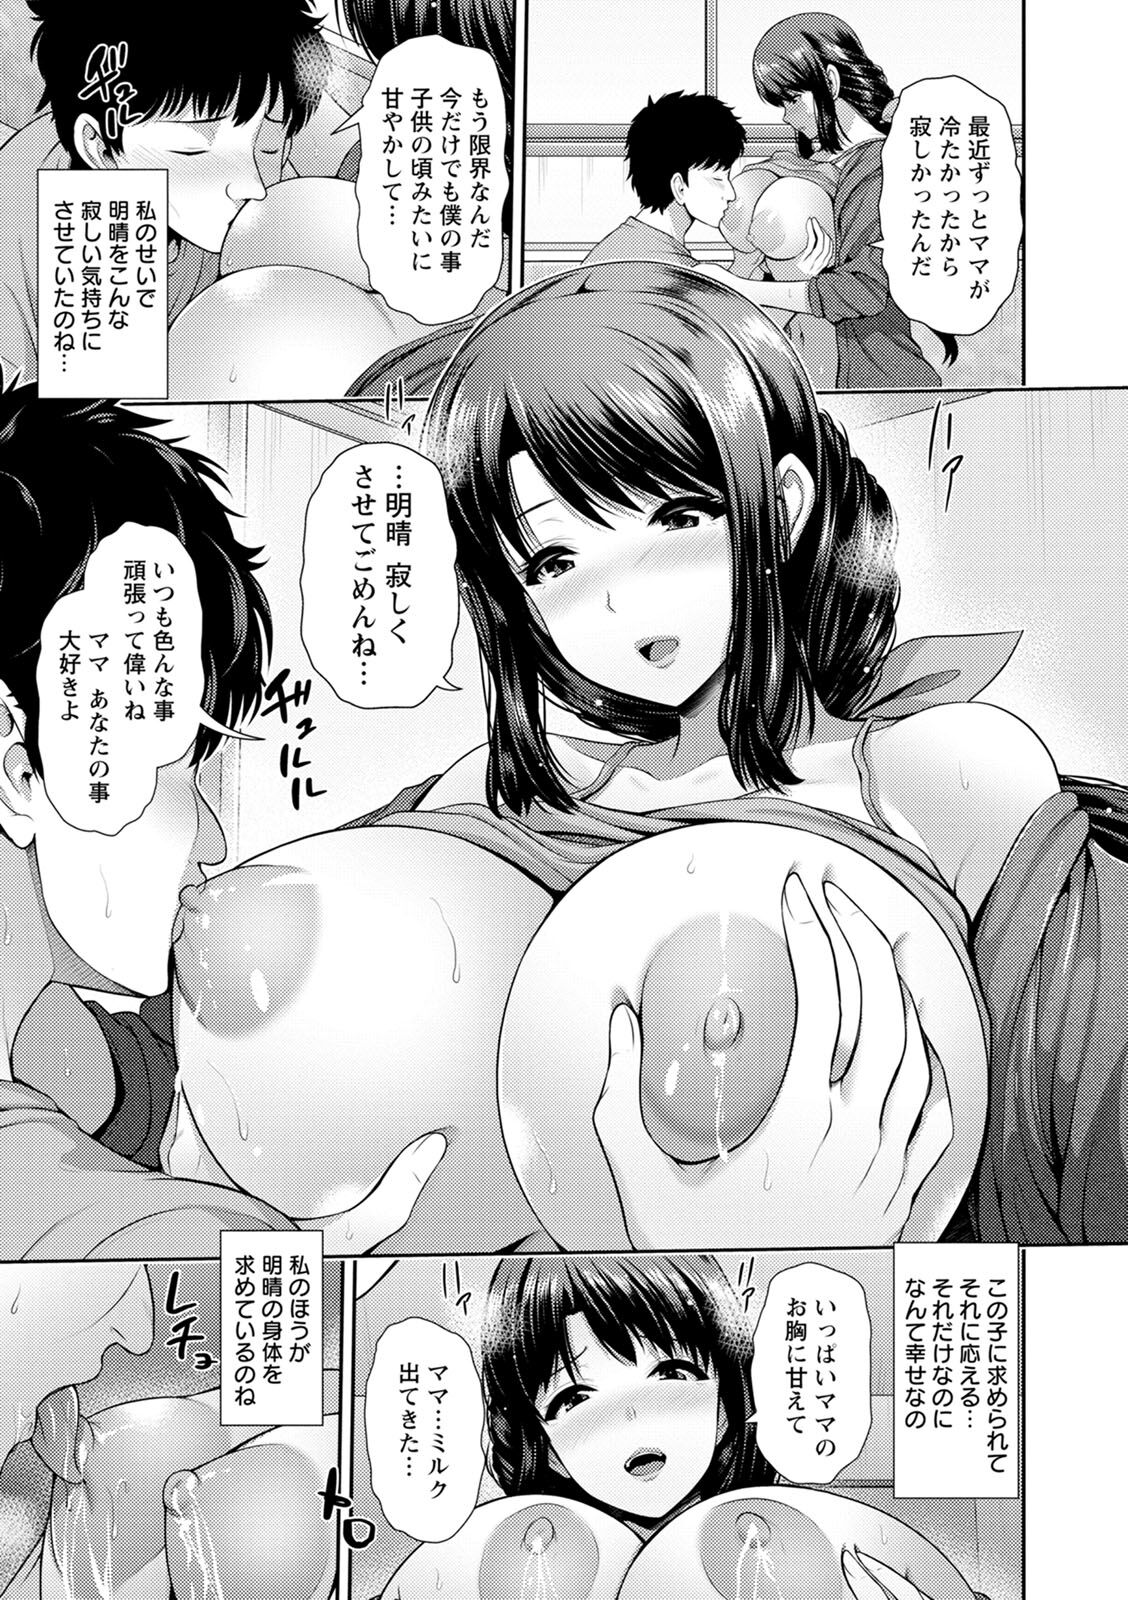 最近ずっとママが
冷たかったから
寂しかったんだ
もう限界なんだ
今だけでも僕の事
子供の頃みたいに
甘やかして…
ギュル
私のせいで
明晴をこんな
寂しい気持ちに
させていたのね…
…明晴 寂しく
させてごめんね…
いつも色んな事
頑張って偉いね
ママ あなたの事
大好きよ
ギュルルル
この子に求められて
それに応える…
それだけなのに
なんて幸せなの
いっぱいママの
お胸に甘えて
ママ…ミルク
出てきた…
私のほうが
明晴の身体を
求めているのね
レチョ